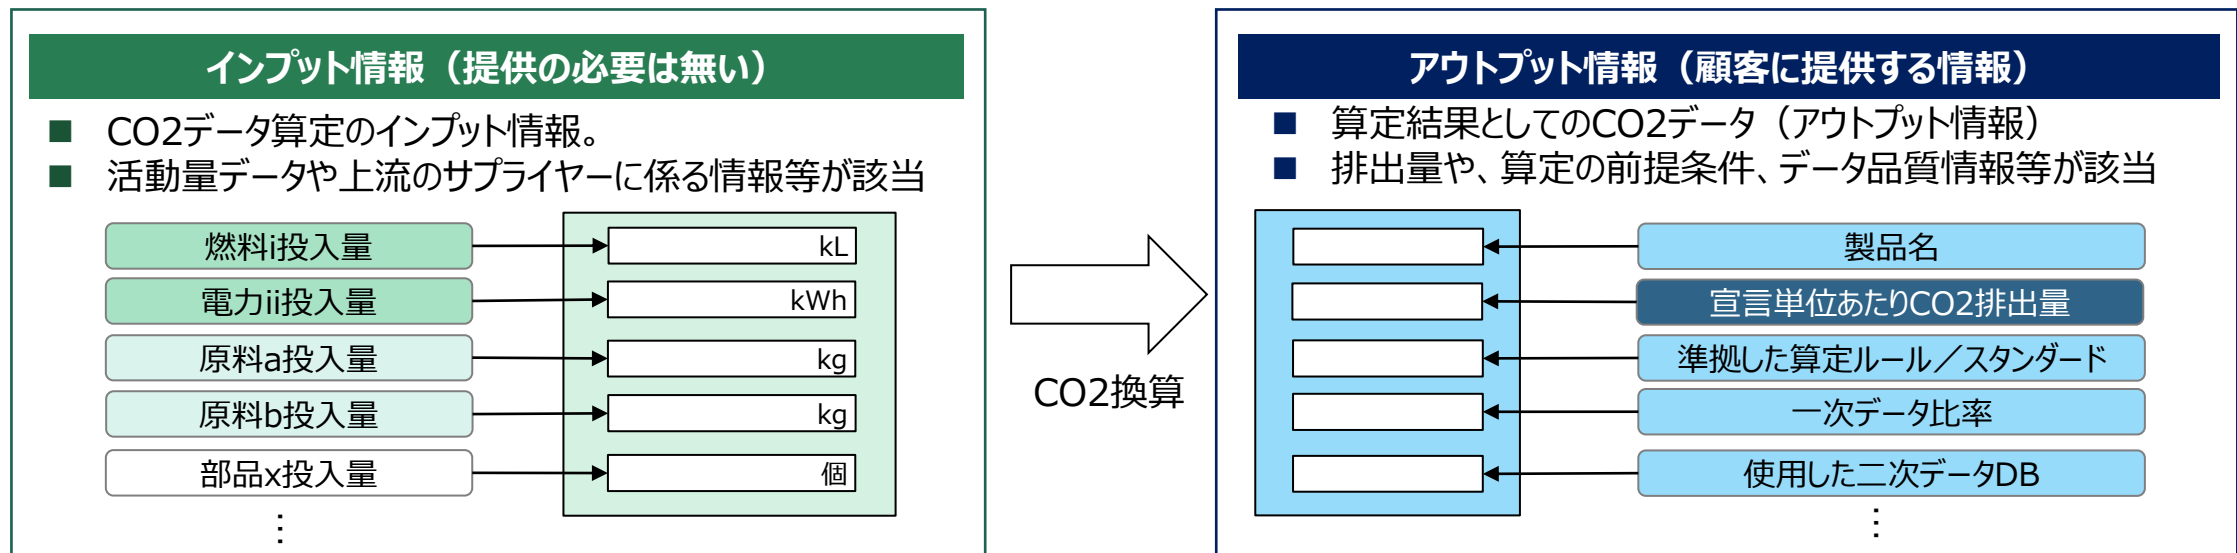 インプット情報（提供の必要は無い）
■ CO2データ算定のインプット情報。
■ 活動量データや上流のサプライヤーに係る情報等が該当
燃料i投入量
kL
電力ii投入量
kWh
原料a投入量
kg
原料b投入量
kg
部品x投入量
個
…
CO2換算
アウトプット情報（顧客に提供する情報）
■ 算定結果としてのCO2データ（アウトプット情報）
■ 排出量や、算定の前提条件、データ品質情報等が該当
製品名
宣言単位あたりCO2排出量
準拠した算定ルール／スタンダード
一次データ比率
使用した二次データDB
…